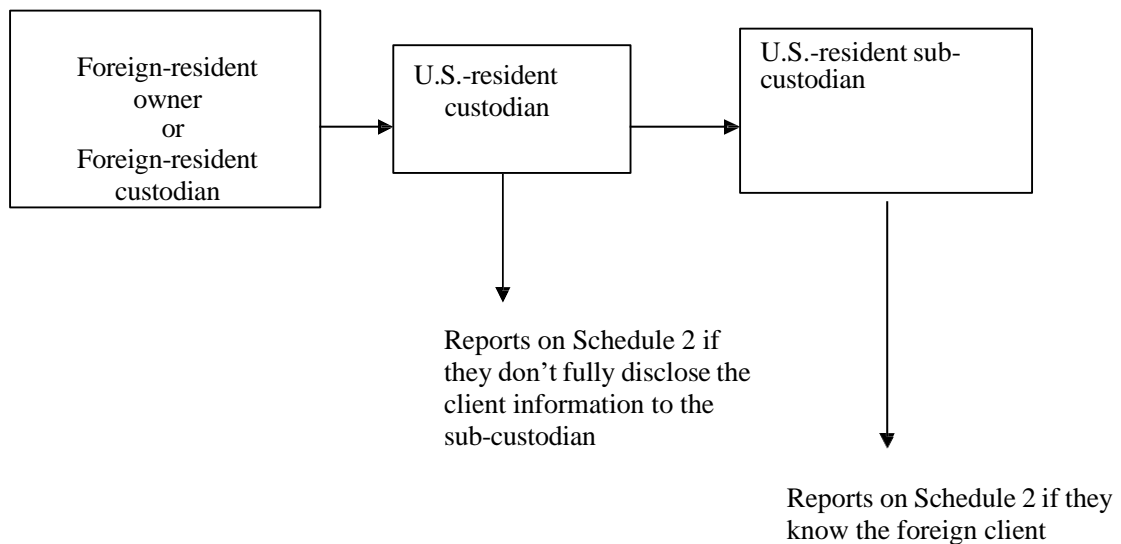 Foreign-resident
owner
or
Foreign-resident
custodian
U.S.-resident
custodian
U.S.-resident sub-
custodian
Reports on Schedule 2 if
they don’t fully disclose the
client information to the
sub-custodian
Reports on Schedule 2 if they
know the foreign client